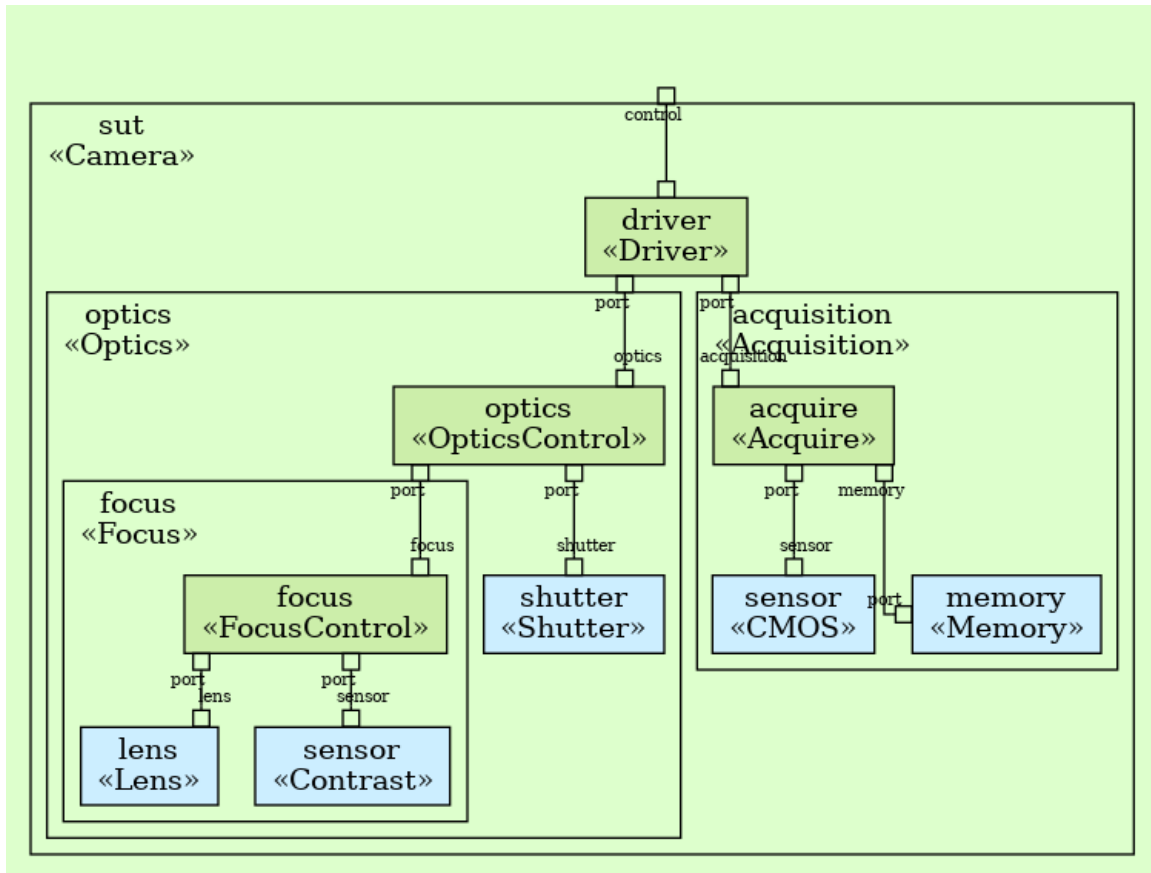 control
sut
«Camera»
driver
«Driver»
port
port
optics
«Optics»
acquisition
«Acquisition»
optics
acquisition
optics
«OpticsControl»
acquire
«Acquire»
port
port
port
memory
focus
«Focus»
focus
shutter
sensor
focus
«FocusControl»
shutter
«Shutter»
sensor
«CMOS»
port
memory
«Memory»
port
port
lens
sensor
lens
«Lens»
sensor
«Contrast»